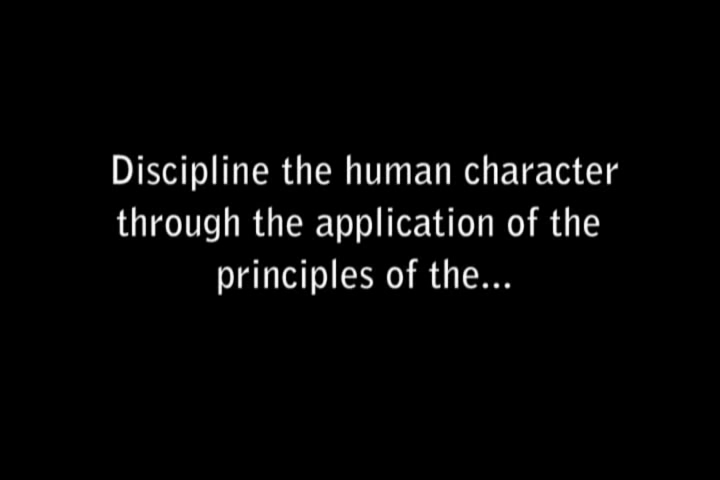 Discipline the human character
through the application of the
principles of the...